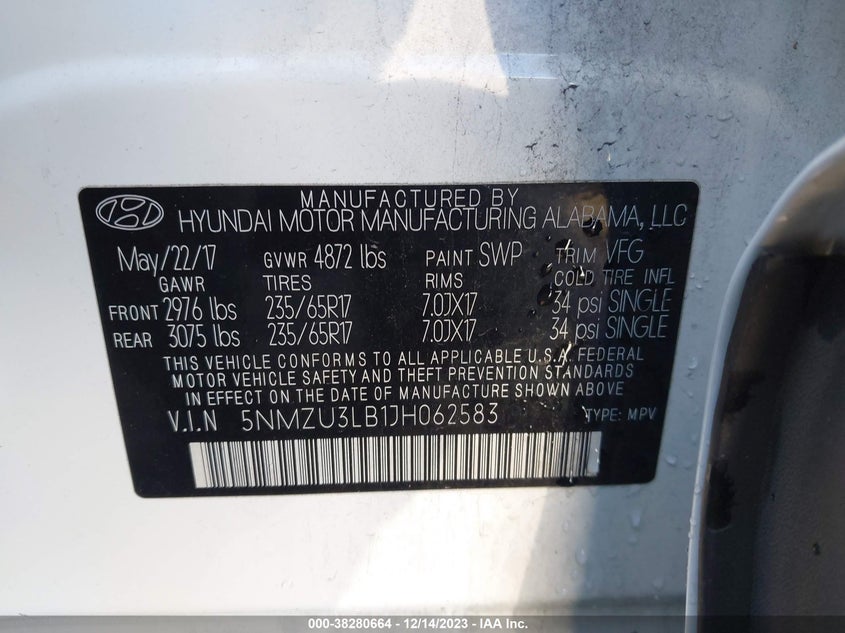 MANUFACTURED BY
HYUNDAI MOTOR MANUFACTURING ALABAMA, LLC
May/22/17 GVWR 4872 lbs PAINT SWP TRIM VFG
GAWR TIRES RIMS COLD TIRE INFL
FRONT 2976 lbs 235/65R17 7.0JX17 34 psi SINGLE
REAR 3075 lbs 235/65R17 7.0JX17 34 psi SINGLE
THIS VEHICLE CONFORMS TO ALL APPLICABLE U.S.A. FEDERAL
MOTOR VEHICLE SAFETY AND THEFT PREVENTION STANDARDS
IN EFFECT ON THE DATE OF MANUFACTURE SHOWN ABOVE
V.I.N 5NMZU3LB1JH062583 TYPE: MPV
000-38280664 - 12/14/2023 - IAA Inc.